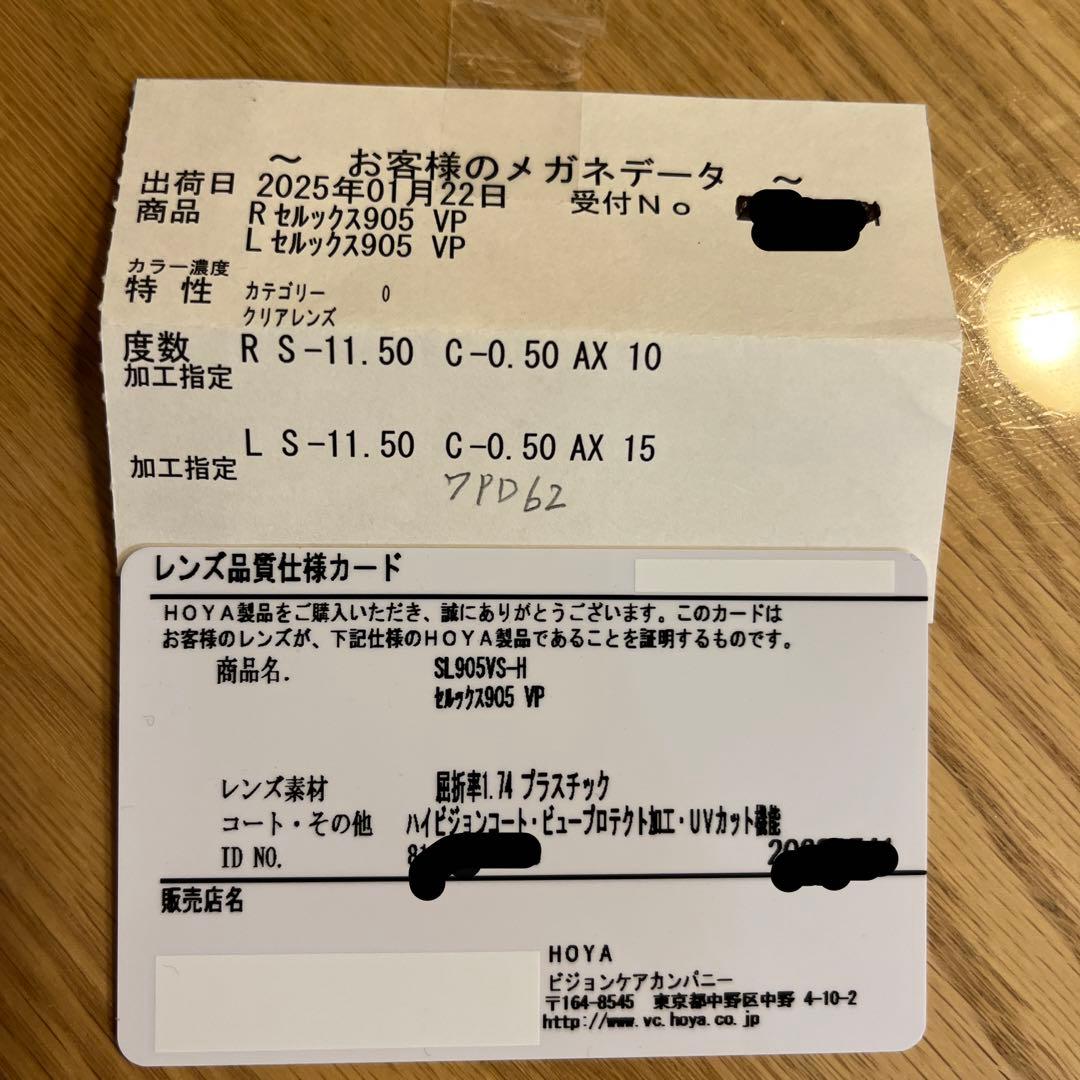 ～ お客様のメガネデータ ～
出荷日 2025年01月22日 受付No
商品 R セルックス905 VP
L セルックス905 VP
カラー濃度
特性 カテゴリー 0
クリアレンズ
度数 R S-11.50 C-0.50 AX 10
加工指定
L S-11.50 C-0.50 AX 15
加工指定
フPD62
レンズ品質仕様カード
HOYA製品をご購入いただき、誠にありがとうございます。このカードは
お客様のレンズが、下記仕様のHOYA製品であることを証明するものです。
商品名. SL905VS-H
セルックス905 VP
レンズ素材 屈折率1.74 プラスチック
コート・その他 ハイビジョンコート・ビュープロテクト加工・UVカット機能
ID NO.
販売店名
HOYA
ビジョンケアカンパニー
〒164-8545 東京都中野区中野 4-10-2
http://www.vc.hoya.co.jp